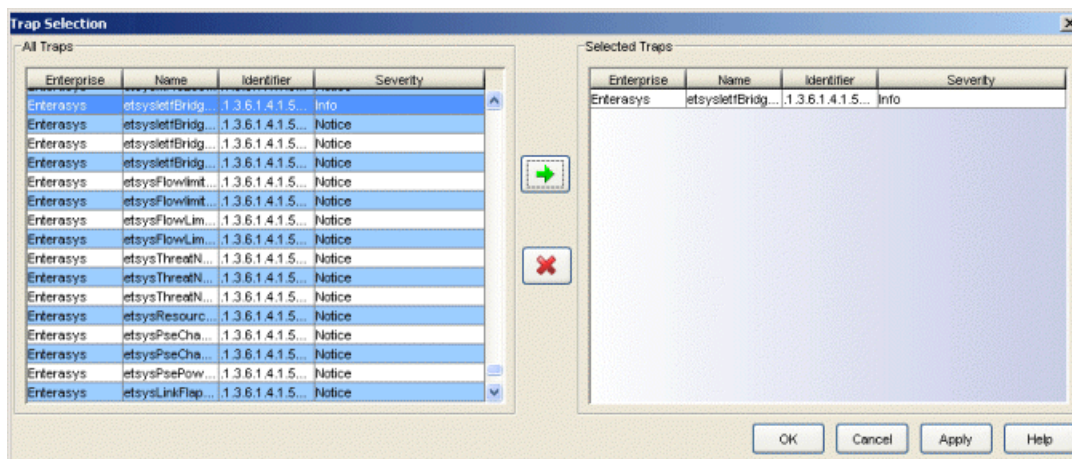 Trap Selection
All Traps
Enterprise Name Identifier Severity
Enterasys etsysIetfBridg... .1.3.6.1.4.1.5... Info
Enterasys etsysIetfBridg... .1.3.6.1.4.1.5... Notice
Enterasys etsysIetfBridg... .1.3.6.1.4.1.5... Notice
Enterasys etsysIetfBridg... .1.3.6.1.4.1.5... Notice
Enterasys etsysFlowlimit... .1.3.6.1.4.1.5... Notice
Enterasys etsysFlowlimit... .1.3.6.1.4.1.5... Notice
Enterasys etsysFlowLim... .1.3.6.1.4.1.5... Notice
Enterasys etsysFlowLim... .1.3.6.1.4.1.5... Notice
Enterasys etsysThreatN... .1.3.6.1.4.1.5... Notice
Enterasys etsysThreatN... .1.3.6.1.4.1.5... Notice
Enterasys etsysThreatN... .1.3.6.1.4.1.5... Notice
Enterasys etsysResourc... .1.3.6.1.4.1.5... Notice
Enterasys etsysPseCha... .1.3.6.1.4.1.5... Notice
Enterasys etsysPseCha... .1.3.6.1.4.1.5... Notice
Enterasys etsysPsePow... .1.3.6.1.4.1.5... Notice
Enterasys etsysLinkFlap... .1.3.6.1.4.1.5... Notice
Selected Traps
Enterprise Name Identifier Severity
Enterasys etsysIetfBridg... .1.3.6.1.4.1.5... Info
OK Cancel Apply Help